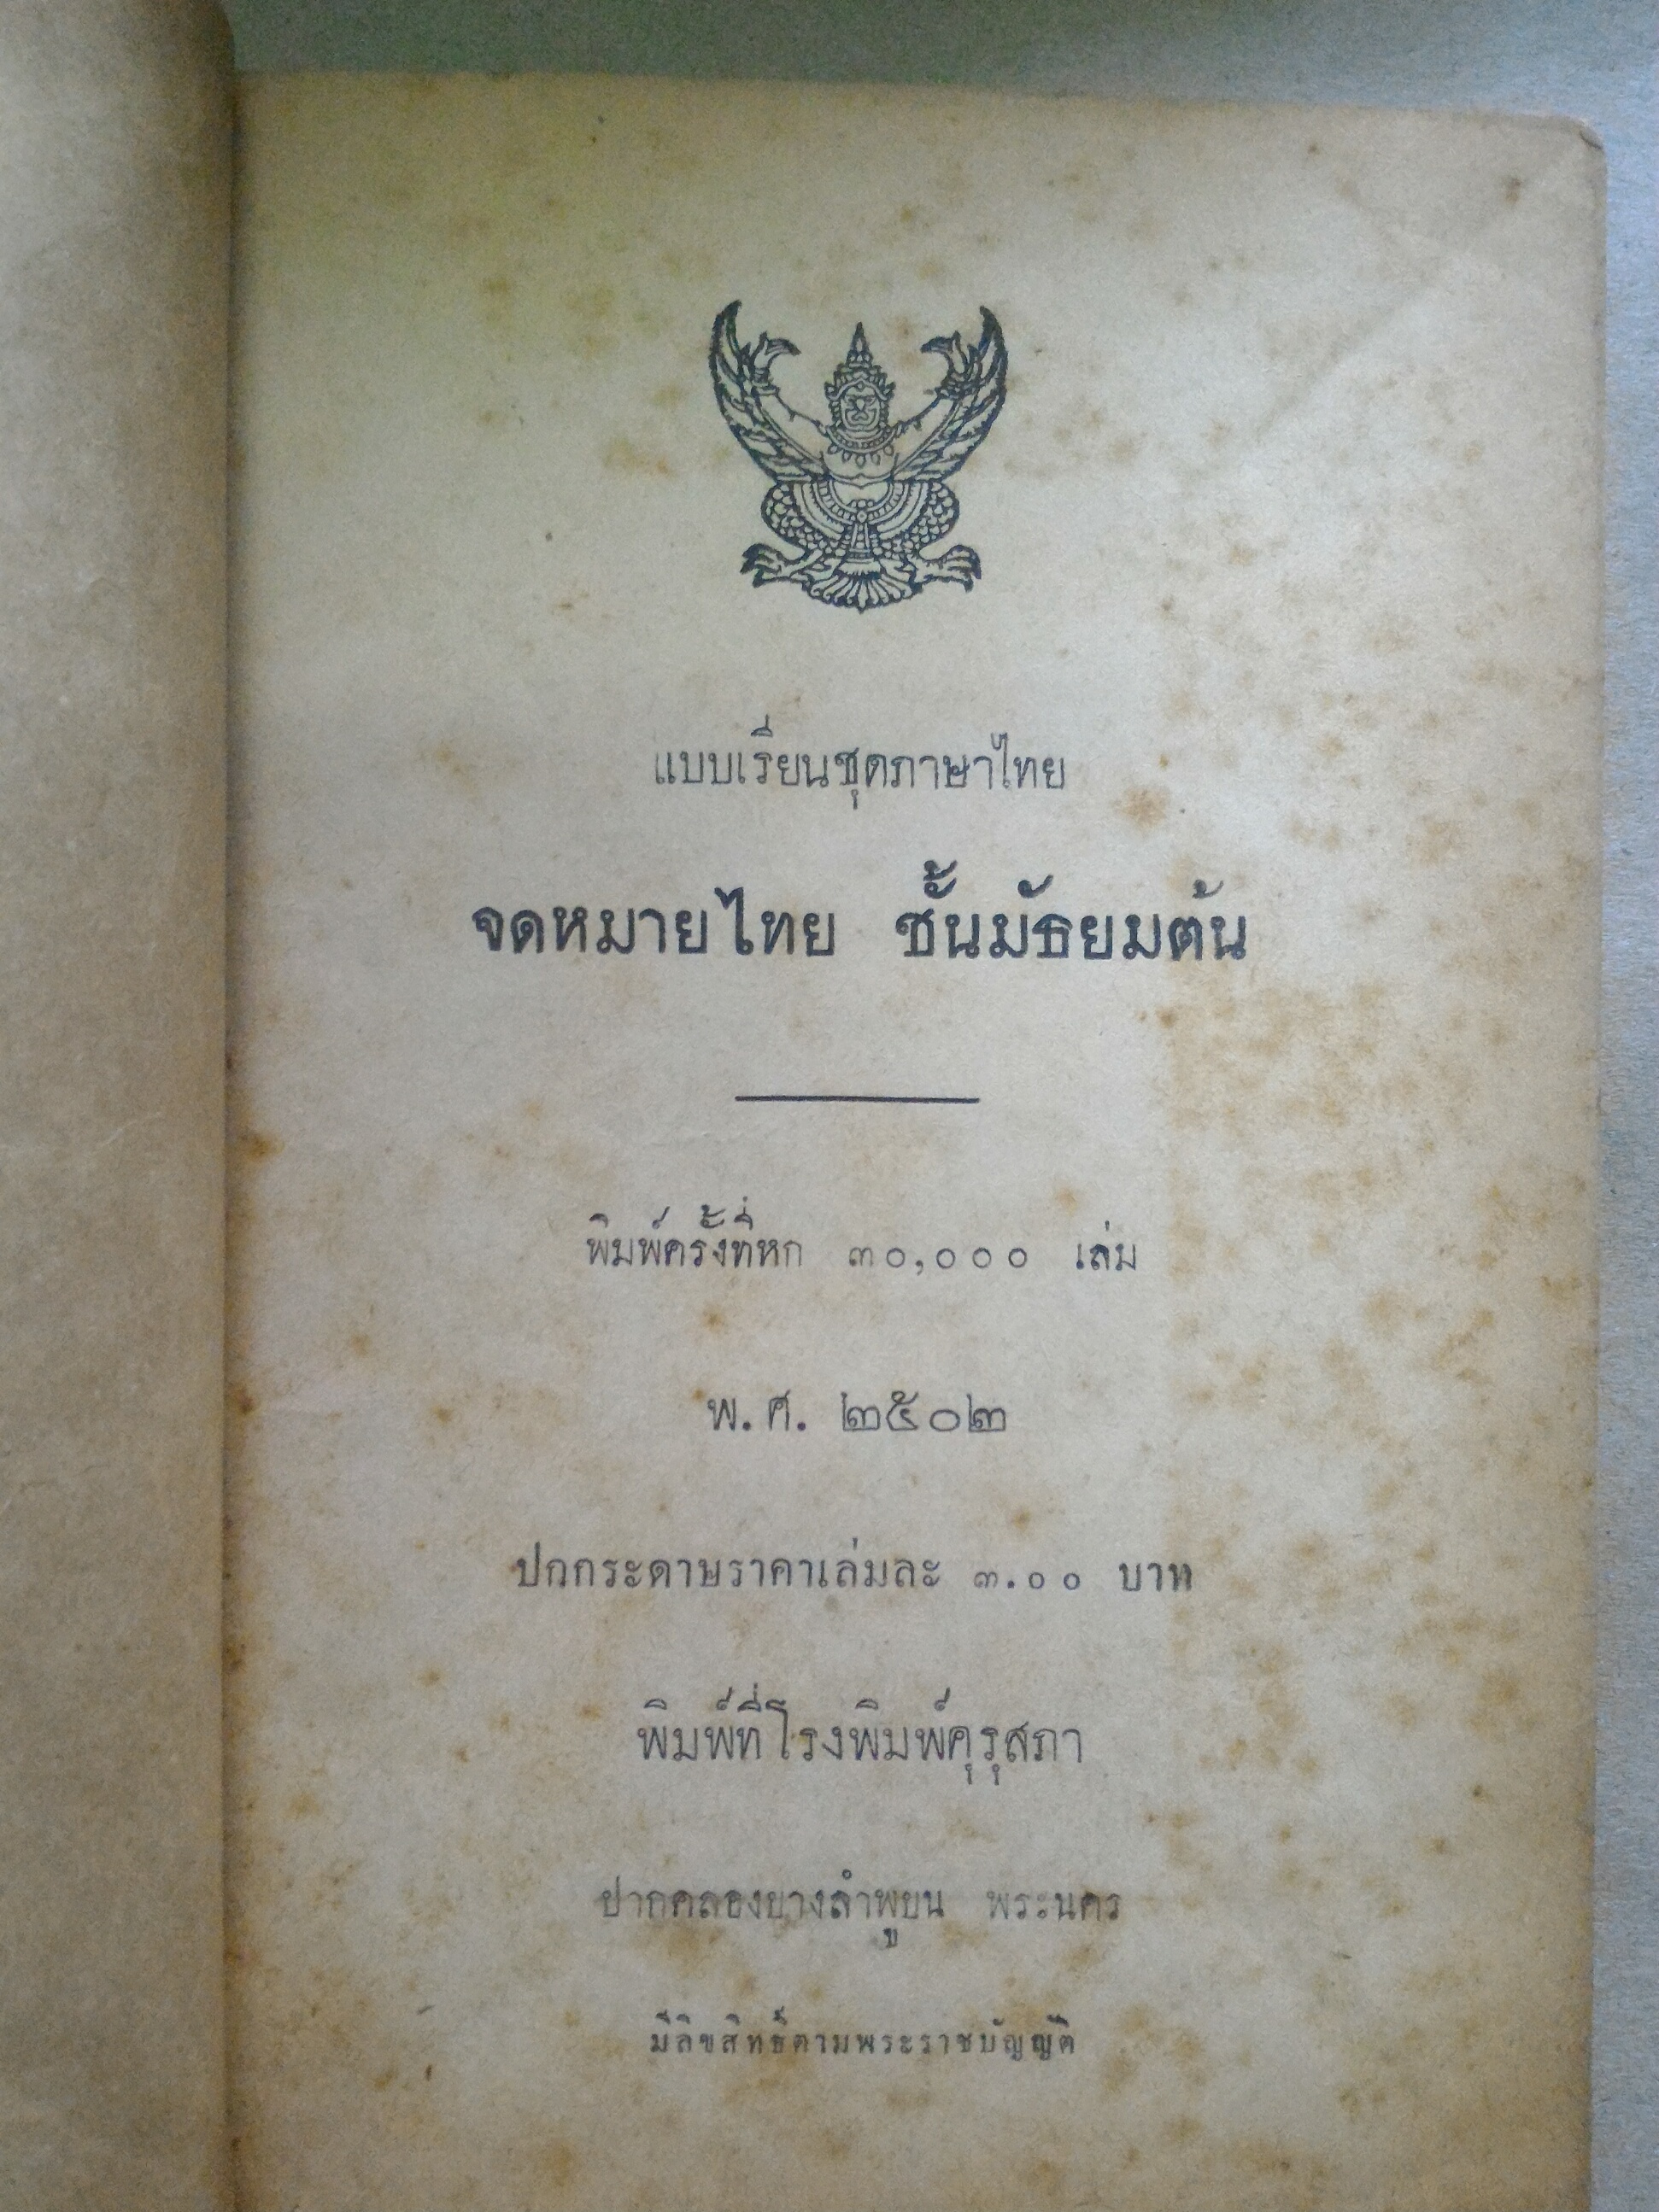 แบบเรียนชุดภาษาไทย
จดหมายไทย ชั้นมัธยมต้น
พิมพ์ครั้งที่หก ๓๐,๐๐๐ เล่ม
พ.ศ. ๒๕๐๒
ปกกระดาษราคาเล่มละ ๓.๐๐ บาท
พิมพ์ที่โรงพิมพ์คุรุสภา
ปากคลองบางลำพูบน พระนคร
มีลิขสิทธิ์ตามพระราชบัญญัติ